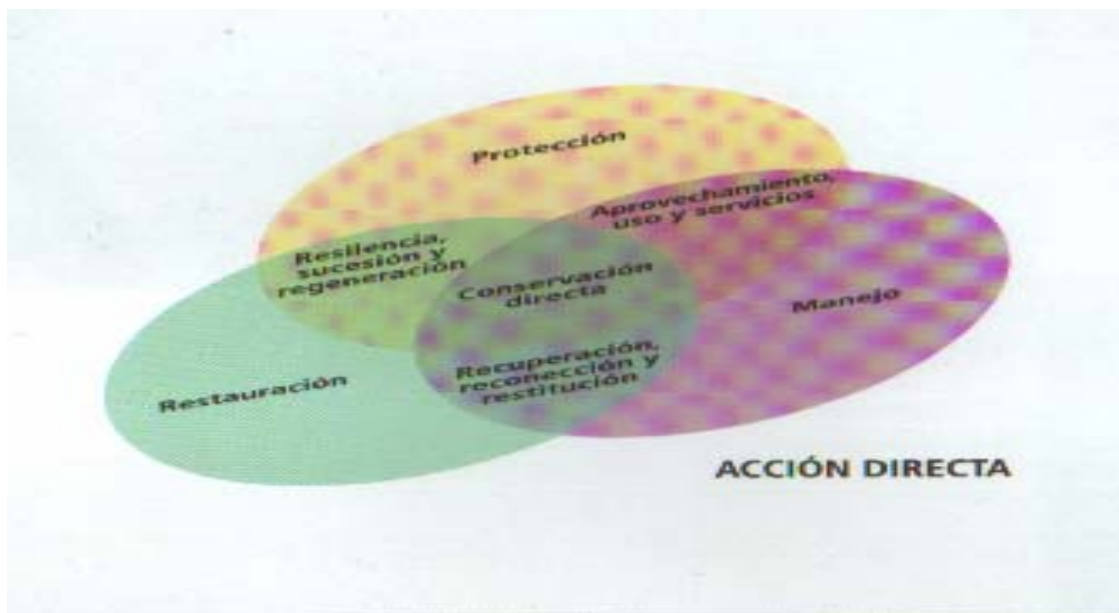 Protección
Aprovechamiento,
uso y servicios
Resilencia,
sucesión y
regeneración
Conservación
directa
Manejo
Recuperación,
reconección y
restitución
Restauración
ACCIÓN DIRECTA